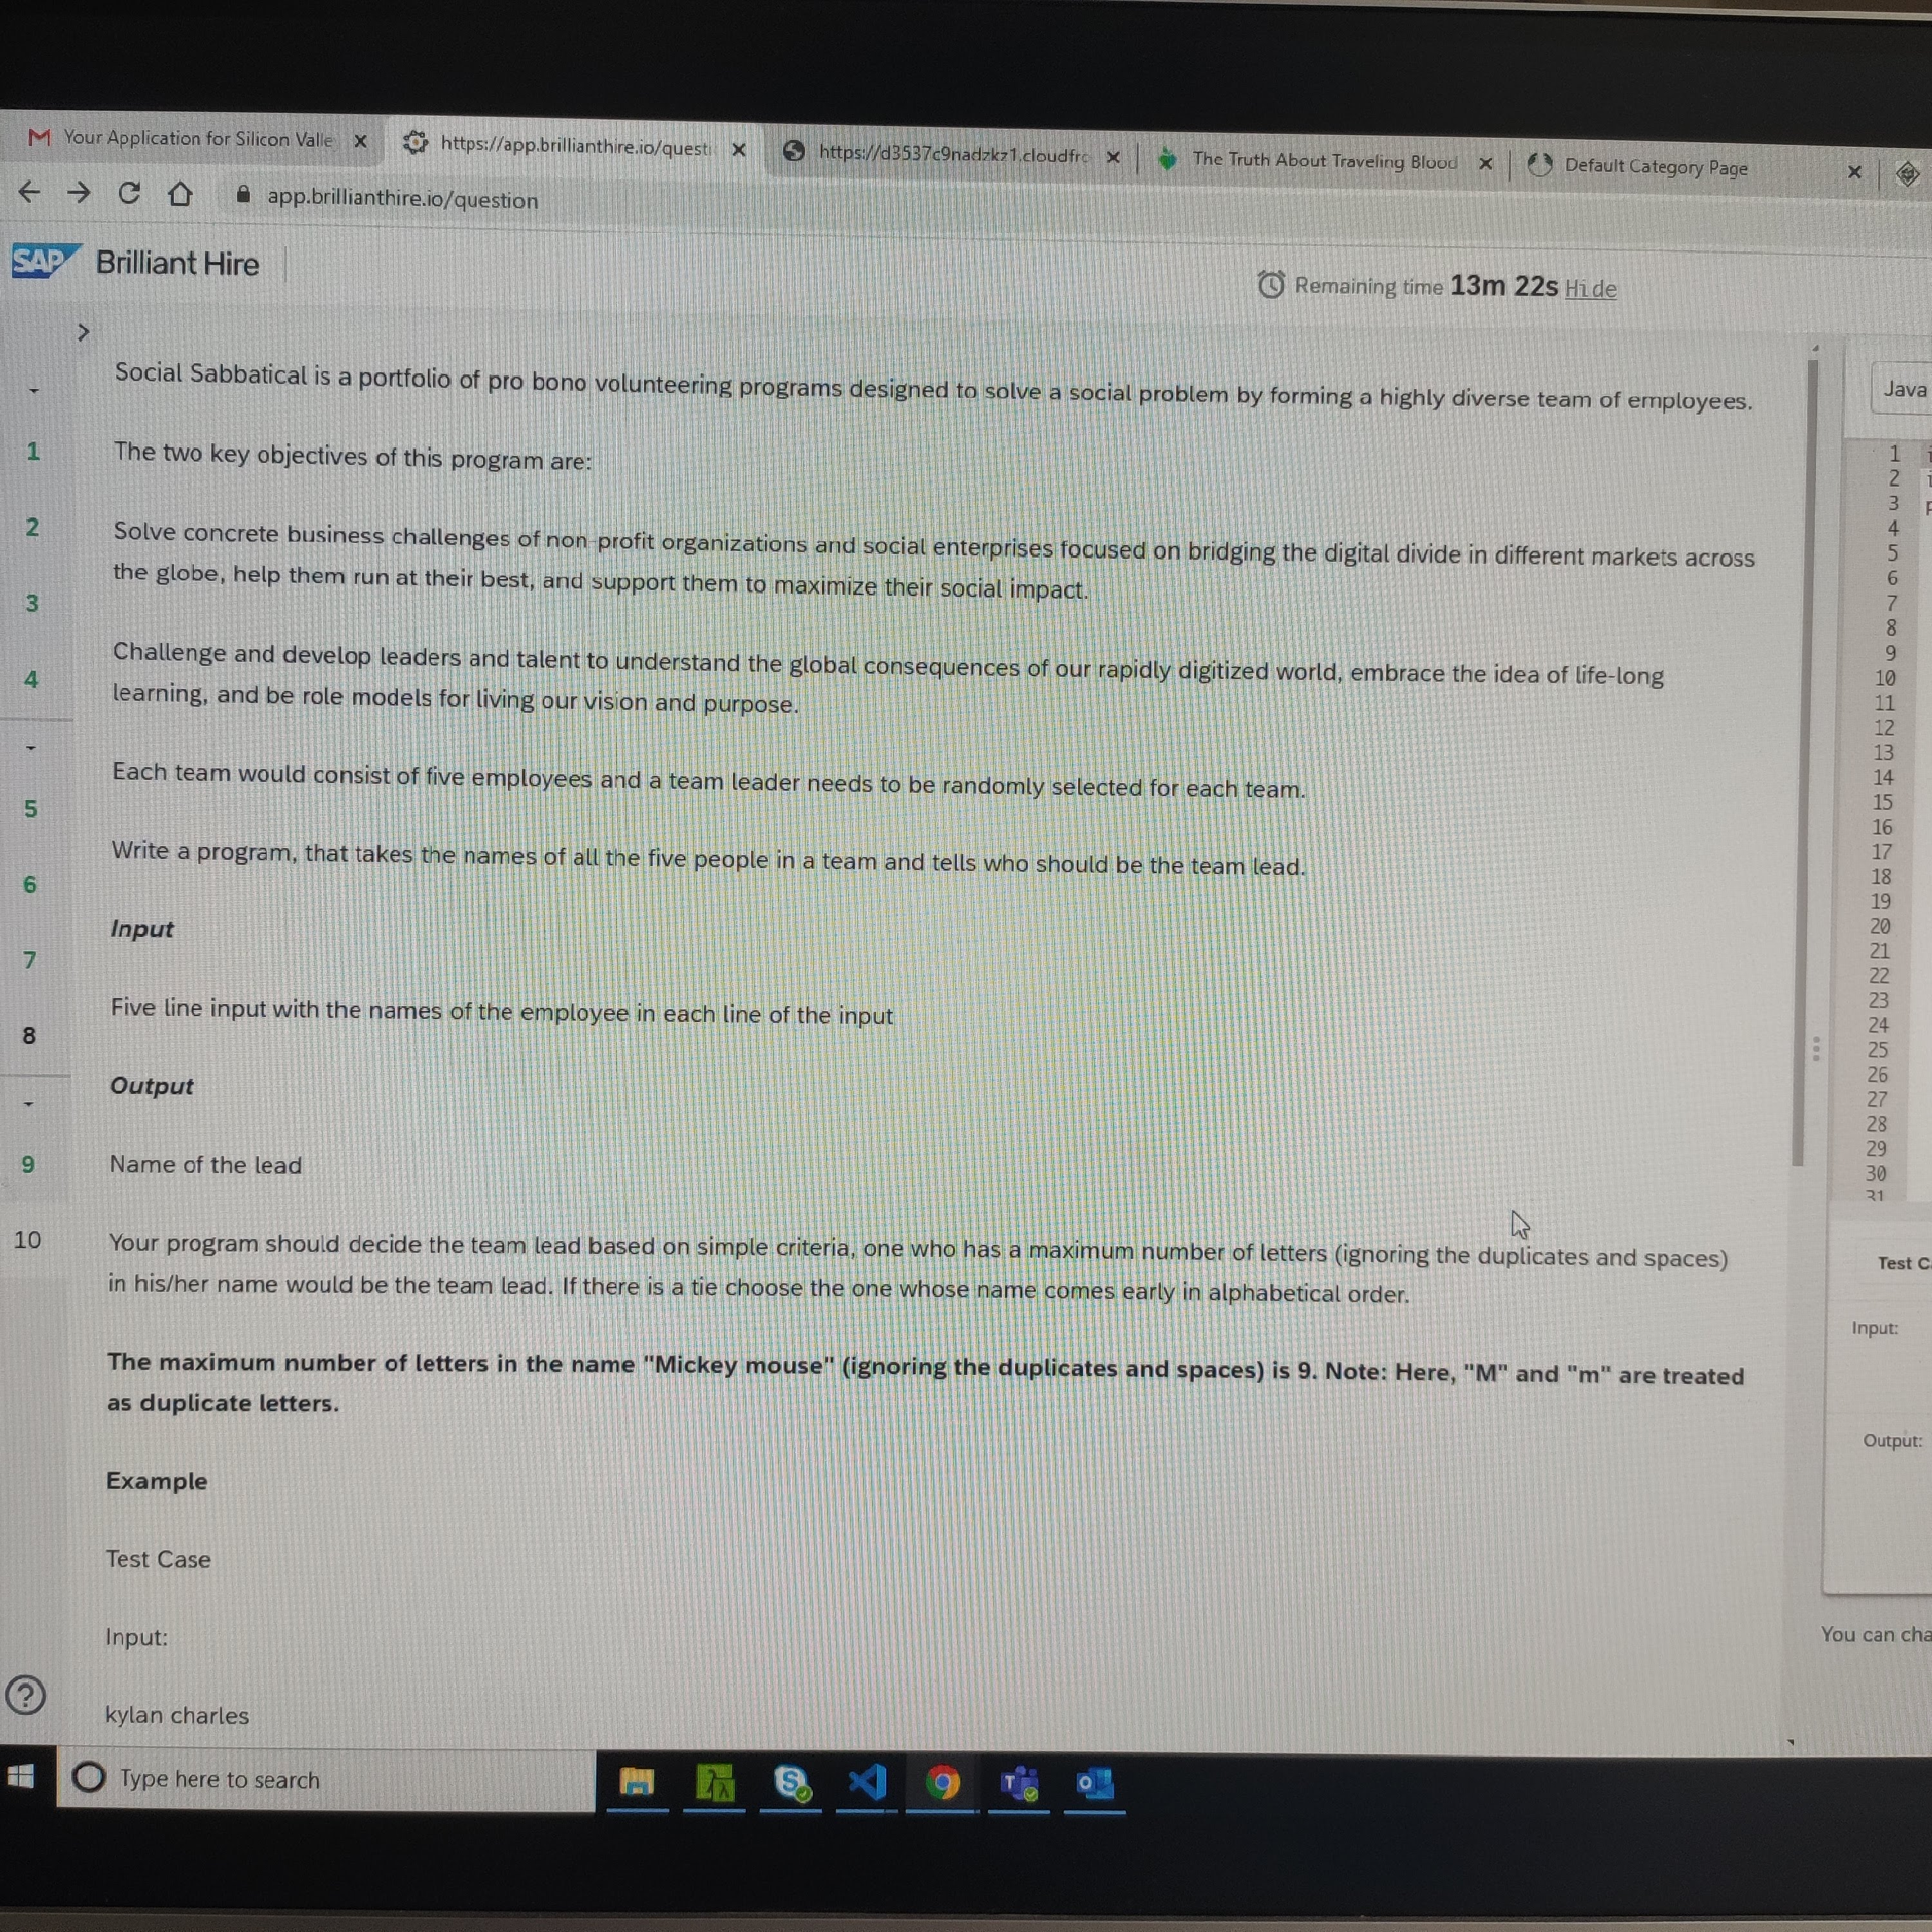 Your Application for Silicon Valle
https://app.brillianthire.io/questi
https://d3537c9nadzkz1.cloudfrc
The Truth About Traveling Blood
Default Category Page
app.brillianthire.io/question
SAP Brilliant Hire
Remaining time 13m 22s Hide
Social Sabbatical is a portfolio of pro bono volunteering programs designed to solve a social problem by forming a highly diverse team of employees.
The two key objectives of this program are:
Solve concrete business challenges of non-profit organizations and social enterprises focused on bridging the digital divide in different markets across
the globe, help them run at their best, and support them to maximize their social impact.
Challenge and develop leaders and talent to understand the global consequences of our rapidly digitized world, embrace the idea of life-long
learning, and be role models for living our vision and purpose.
Each team would consist of five employees and a team leader needs to be randomly selected for each team.
Write a program, that takes the names of all the five people in a team and tells who should be the team lead.
Input
Five line input with the names of the employee in each line of the input
Output
Name of the lead
Your program should decide the team lead based on simple criteria, one who has a maximum number of letters (ignoring the duplicates and spaces)
in his/her name would be the team lead. If there is a tie choose the one whose name comes early in alphabetical order.
The maximum number of letters in the name "Mickey mouse" (ignoring the duplicates and spaces) is 9. Note: Here, "M" and "m" are treated
as duplicate letters.
Example
Test Case
Input:
kylan charles
1
2
3
4
5
6
7
8
9
10
Java
1
2
3
4
5
6
7
8
9
10
11
12
13
14
15
16
17
18
19
20
21
22
23
24
25
26
27
28
29
30
31
Test C
Input:
Output:
You can cha
Type here to search